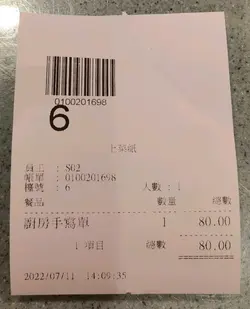 0100201698
6
上菜紙
員工 : S02
帳單 : 0100201698
檯號 : 6 人數 : 1
餐品 數量 總數
廚房手寫單 1 80.00
1 項目 總數 80.00
2022/07/11 14:09:35